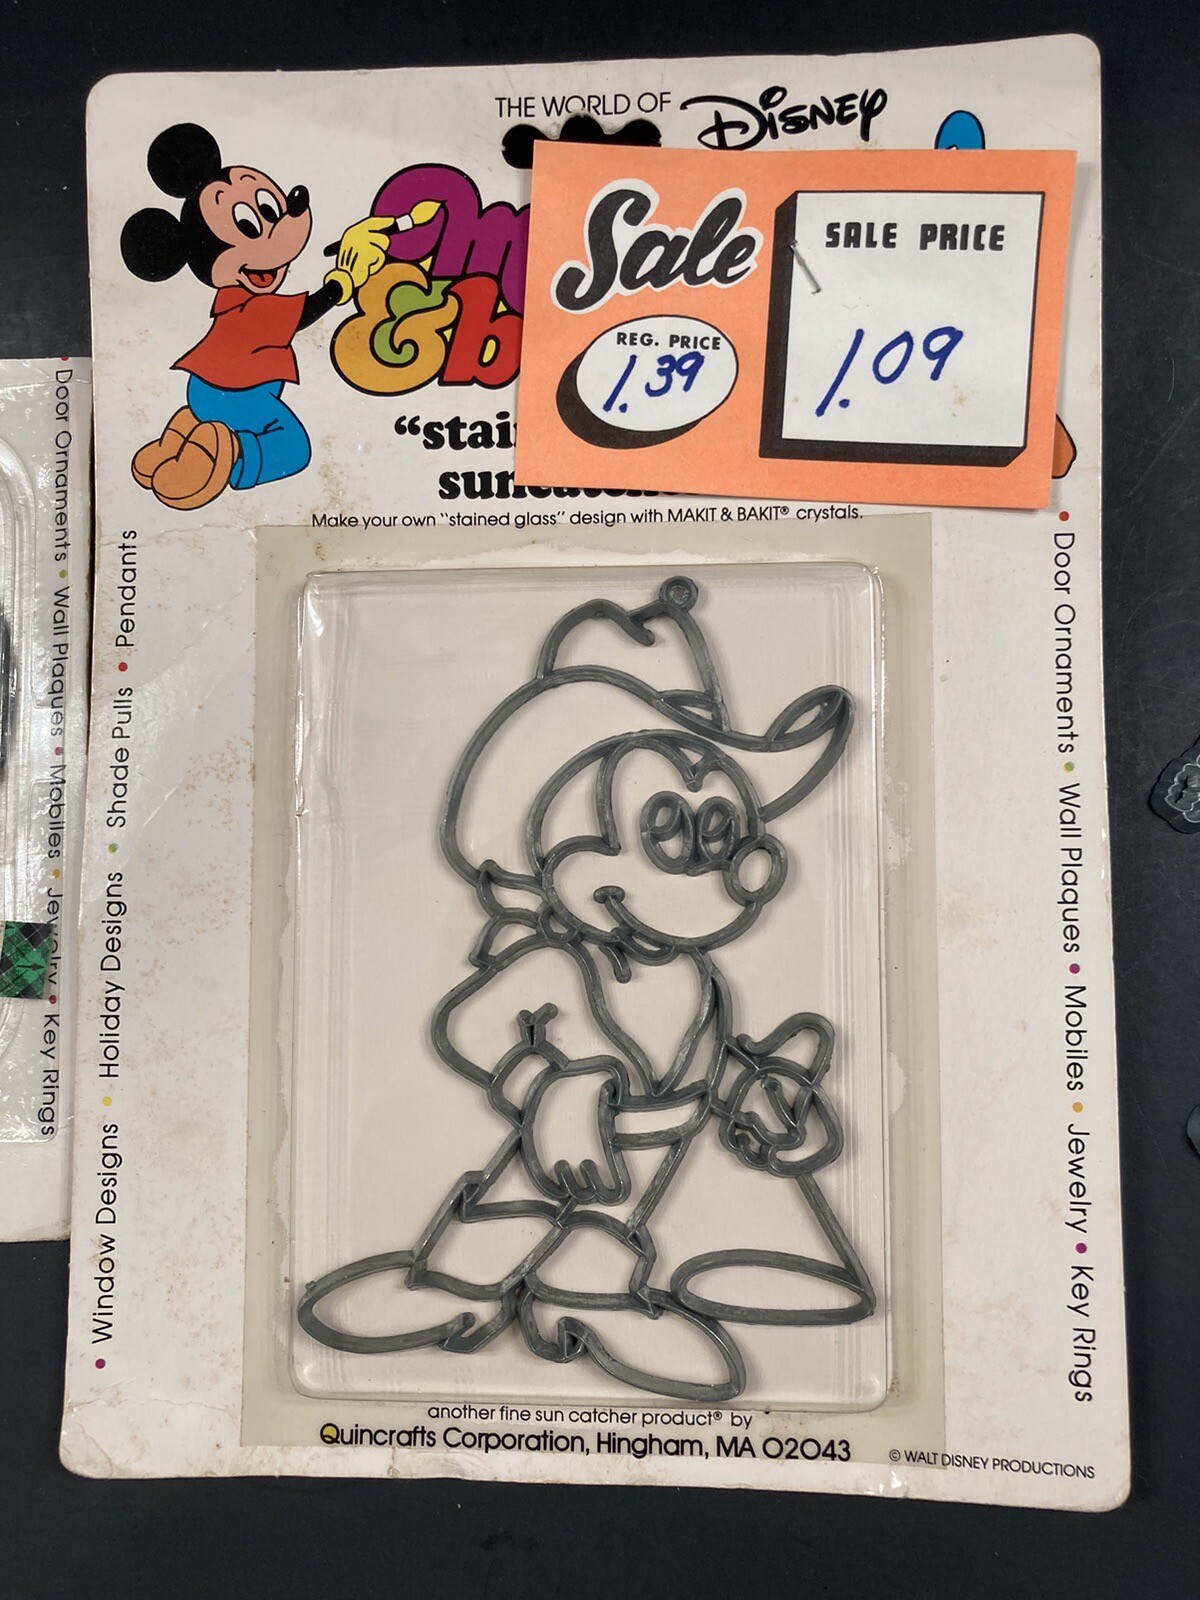 THE WORLD OF Disney
m
& b
Sale
REG. PRICE
1.39
SALE PRICE
1.09
Make your own "stained glass" design with MAKIT & BAKIT® crystals.
• Window Designs • Holiday Designs • Shade Pulls • Pendants
• Door Ornaments • Wall Plaques • Mobiles • Jewelry • Key Rings
Door Ornaments • Wall Plaques • Mobiles • Jewelry • Key Rings
another fine sun catcher product® by
Quincrafts Corporation, Hingham, MA 02043
© WALT DISNEY PRODUCTIONS